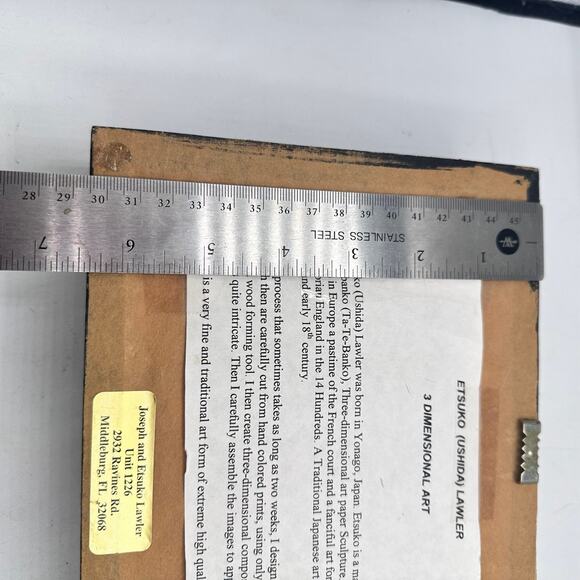 28 29 30 31 32 33 34 35 36 37 38 39 40 41 42 43 44 45
STAINLESS STEEL
7 6 5 4 3 2 1
ETSUKO (USHIDA) LAWLER
3 DIMENSIONAL ART
(Ushida) Lawler was born in Yonago, Japan. Etsuko is a ma
banko (Ta-Te-Banko), Three-dimensional art paper Sculpture.
in Europe a pastime of the French court and a fanciful art for
orian England in the 14 Hundreds. A Traditional Japanese art
nd early 18th century.
process that sometimes takes as long as two weeks, I design
n then are carefully cut from hand colored prints, using only
wood forming tool. I then create three-dimensional compo
quite intricate. Then I carefully assemble the images to app
is a very fine and traditional art form of extreme high qual
Joseph and Etsuko Lawler
Unit 1226
2932 Ravines Rd.
Middleburg, FL 32068